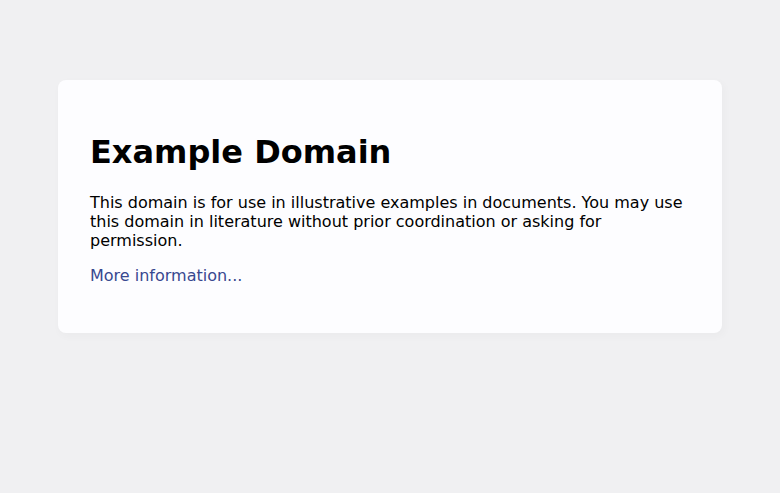 Example Domain
This domain is for use in illustrative examples in documents. You may use
this domain in literature without prior coordination or asking for
permission.
More information...